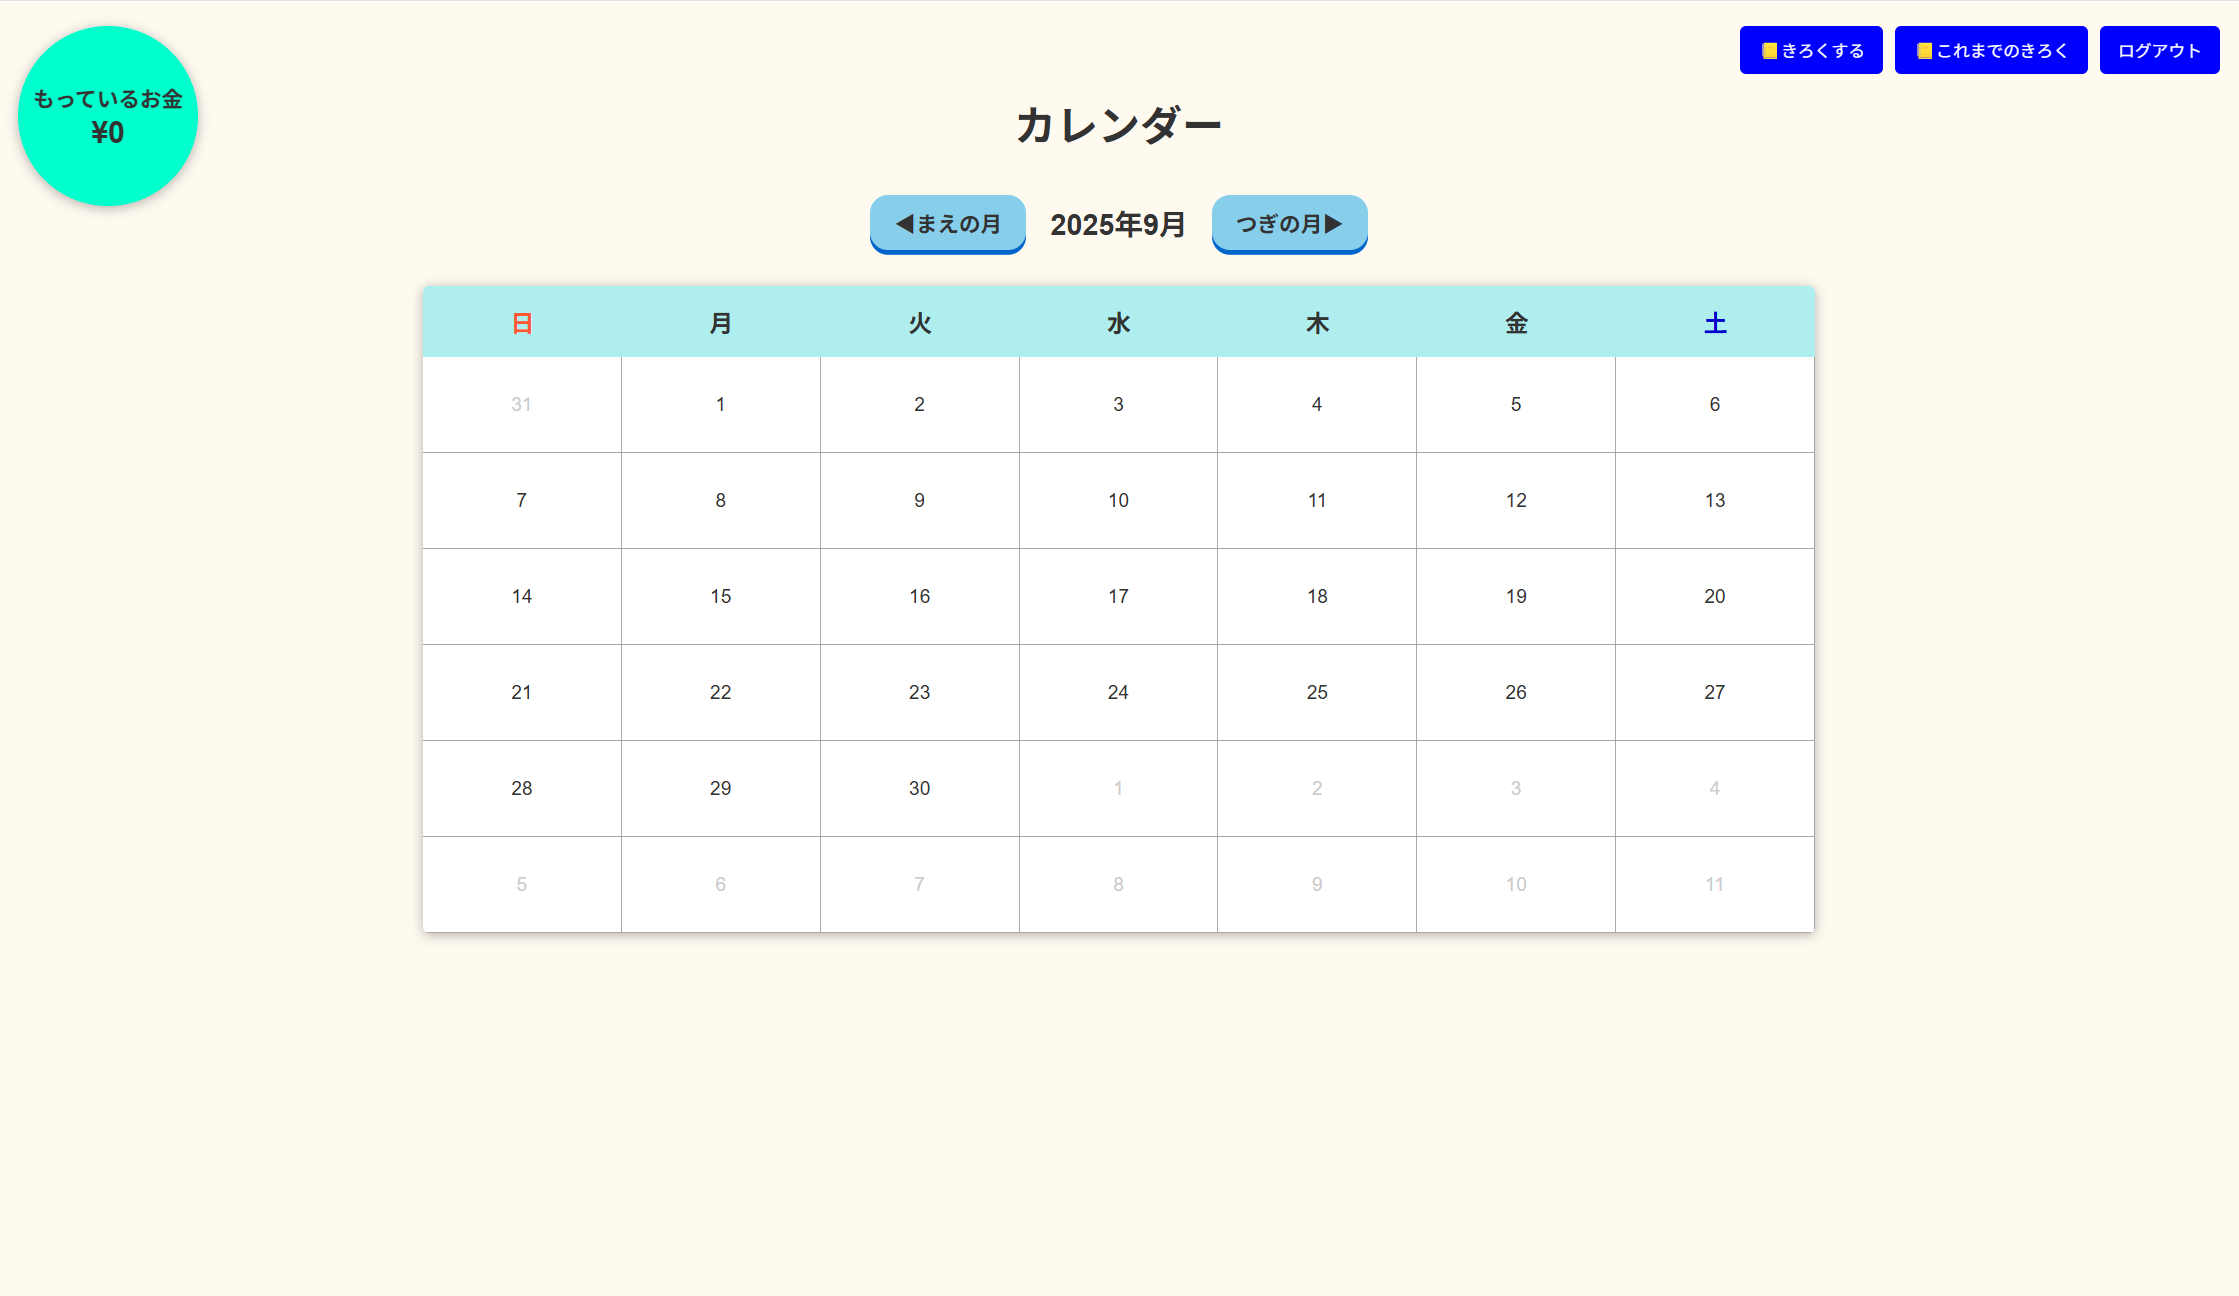 もっているお金
¥0
📒きろくする
📒これまでのきろく
ログアウト
カレンダー
◀まえの月
2025年9月
つぎの月▶
日 月 火 水 木 金 土
31 1 2 3 4 5 6
7 8 9 10 11 12 13
14 15 16 17 18 19 20
21 22 23 24 25 26 27
28 29 30 1 2 3 4
5 6 7 8 9 10 11